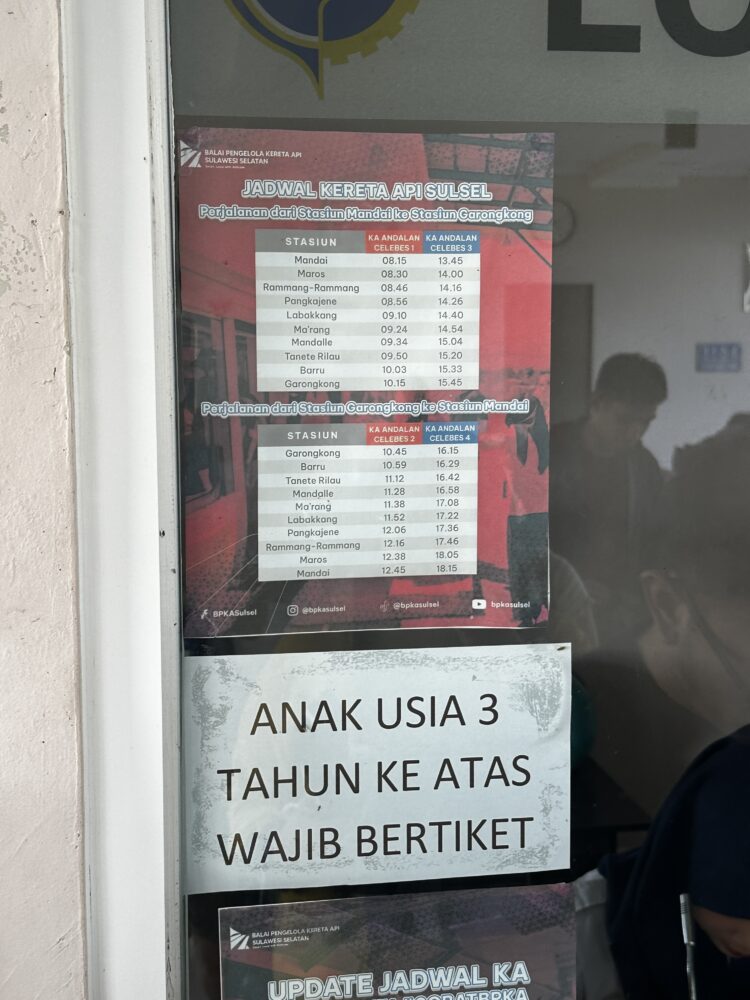 LO
BALAI PENGELOLA KERETA API
SULAWESI SELATAN
JADWAL KERETA API SULSEL
Perjalanan dari Stasiun Mandai ke Stasiun Garongkong
STASIUN KA ANDALAN CELEBES 1 KA ANDALAN CELEBES 3
Mandai 08.15 13.45
Maros 08.30 14.00
Rammang-Rammang 08.46 14.16
Pangkajene 08.56 14.26
Labakkang 09.10 14.40
Ma'rang 09.24 14.54
Mandalle 09.34 15.04
Tanete Rilau 09.50 15.20
Barru 10.03 15.33
Garongkong 10.15 15.45
Perjalanan dari Stasiun Garongkong ke Stasiun Mandai
STASIUN KA ANDALAN CELEBES 2 KA ANDALAN CELEBES 4
Garongkong 10.45 16.15
Barru 10.59 16.29
Tanete Rilau 11.12 16.42
Mandalle 11.28 16.58
Ma'rang 11.38 17.08
Labakkang 11.52 17.22
Pangkajene 12.06 17.36
Rammang-Rammang 12.16 17.46
Maros 12.38 18.05
Mandai 12.45 18.15
BPKASulsel @bpkasulsel @bpkasulsel bpkasulsel
ANAK USIA 3
TAHUN KE ATAS
WAJIB BERTIKET
BALAI PENGELOLA KERETA API
SULAWESI SELATAN
UPDATE JADWAL KA